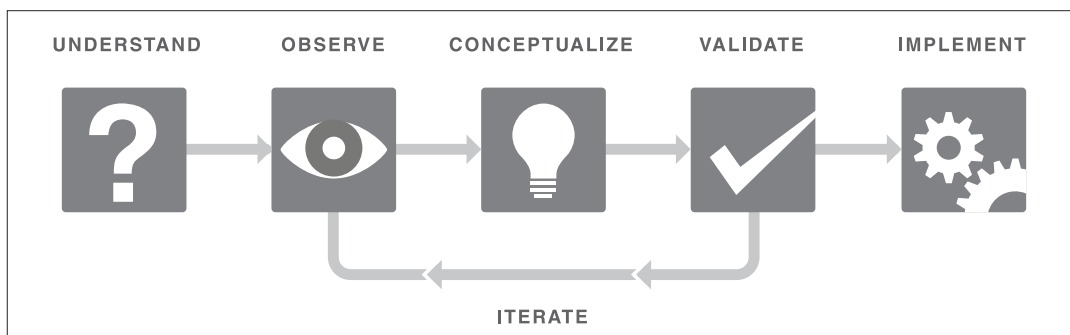 UNDERSTAND OBSERVE CONCEPTUALIZE VALIDATE IMPLEMENT
?
ITERATE